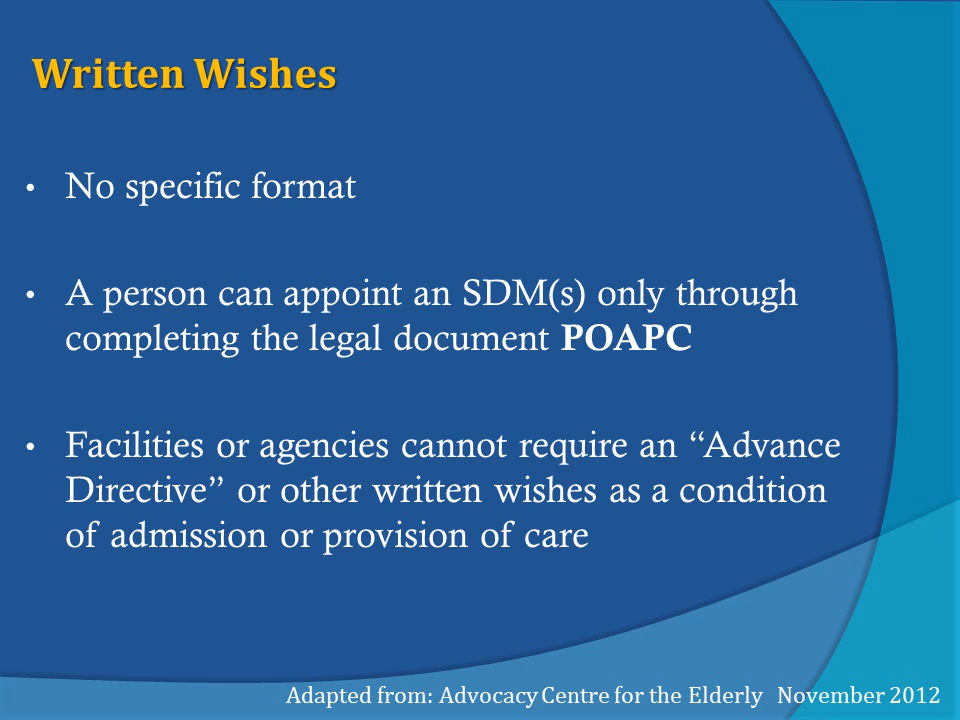 Written Wishes
• No specific format
• A person can appoint an SDM(s) only through
completing the legal document POAPC
• Facilities or agencies cannot require an “Advance
Directive” or other written wishes as a condition
of admission or provision of care
Adapted from: Advocacy Centre for the Elderly November 2012